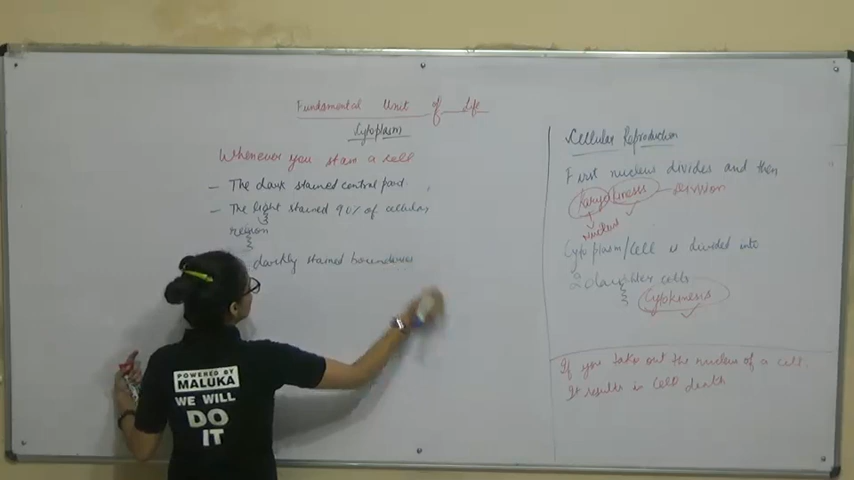 Fundamental Unit of Life
Cytoplasm
Whenever you stain a cell
- The dark stained central part.
- The light stained 90% of cellular
region
darkly stained boundaries
Cellular Reproduction
First nucleus divides and then
Karyokinesis - Division
nucleus
Cytoplasm/Cell is divided into
2 daughter cells
Cytokinesis
If you take out the nucleus of a cell.
It results in Cell death
POWERED BY
MALUKA
WE WILL
DO
IT